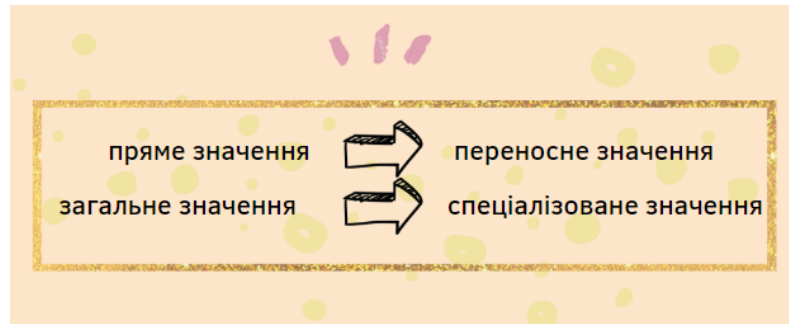 пряме значення переносне значення
загальне значення спеціалізоване значення